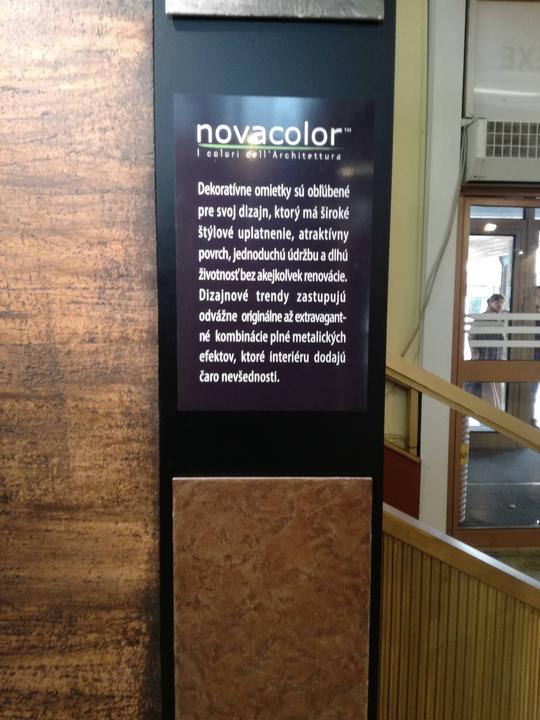 novacolor™
I colori dell'Architettura
Dekoratívne omietky sú obľúbené
pre svoj dizajn, ktorý má široké
štýlové uplatnenie, atraktívny
povrch, jednoduchú údržbu a dlhú
životnosť bez akejkoľvek renovácie.
Dizajnové trendy zastupujú
odvážne originálne až extravagant-
né kombinácie plné metalických
efektov, ktoré interiéru dodajú
čaro nevšednosti.